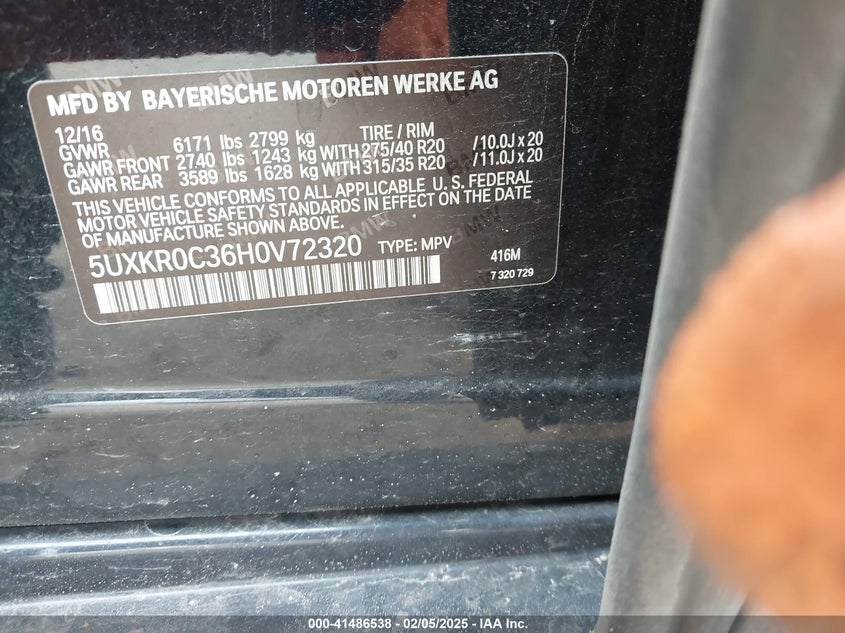 MFD BY BAYERISCHE MOTOREN WERKE AG
12/16 TIRE / RIM
GVWR 6171 lbs 2799 kg
GAWR FRONT 2740 lbs 1243 kg WITH 275/40 R20 /10.0J x 20
GAWR REAR 3589 lbs 1628 kg WITH 315/35 R20 /11.0J x 20
THIS VEHICLE CONFORMS TO ALL APPLICABLE U. S. FEDERAL
MOTOR VEHICLE SAFETY STANDARDS IN EFFECT ON THE DATE
OF MANUFACTURE SHOWN ABOVE.
5UXKR0C36H0V72320 TYPE: MPV 416M
7 320 729
000-41486538 - 02/05/2025 - IAA Inc.